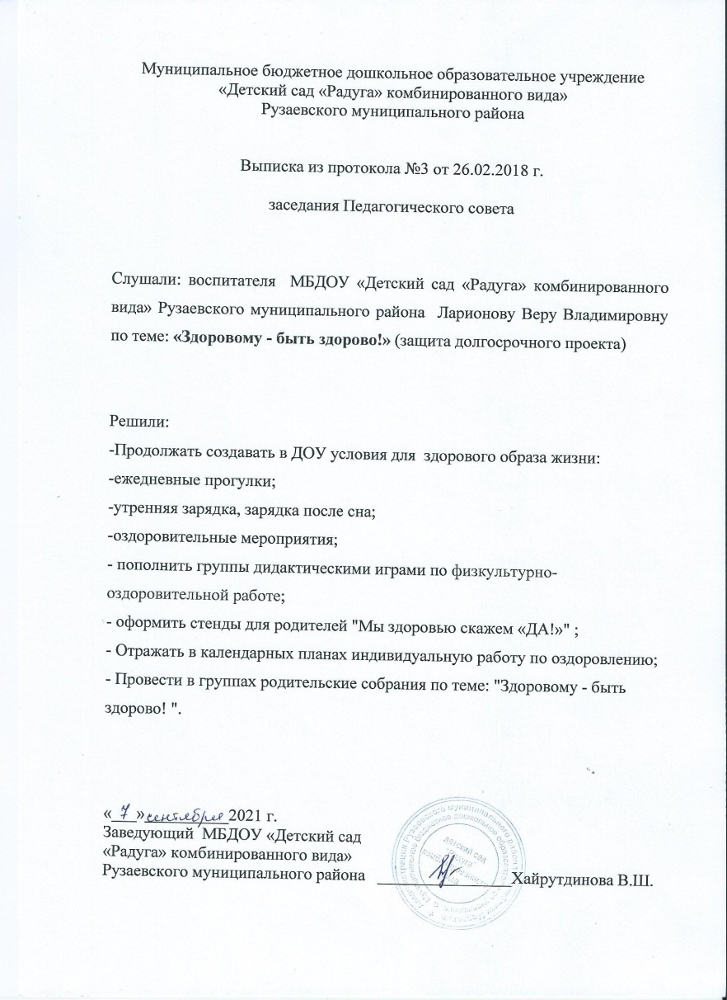 Муниципальное бюджетное дошкольное образовательное учреждение
«Детский сад «Радуга» комбинированного вида»
Рузаевского муниципального района
Выписка из протокола №3 от 26.02.2018 г.
заседания Педагогического совета
Слушали: воспитателя МБДОУ «Детский сад «Радуга» комбинированного
вида» Рузаевского муниципального района Ларионову Веру Владимировну
по теме: «Здоровому - быть здорово!» (защита долгосрочного проекта)
Решили:
-Продолжать создавать в ДОУ условия для здорового образа жизни:
-ежедневные прогулки;
-утренняя зарядка, зарядка после сна;
-оздоровительные мероприятия;
- пополнить группы дидактическими играми по физкультурно-
оздоровительной работе;
- оформить стенды для родителей "Мы здоровью скажем «ДА!»" ;
- Отражать в календарных планах индивидуальную работу по оздоровлению;
- Провести в группах родительские собрания по теме: "Здоровому - быть
здорово! ".
«7» сентября 2021 г.
Заведующий МБДОУ «Детский сад
«Радуга» комбинированного вида»
Рузаевского муниципального района Хайрутдинова В.Ш.
Рузаевского муниципального района
Детский сад